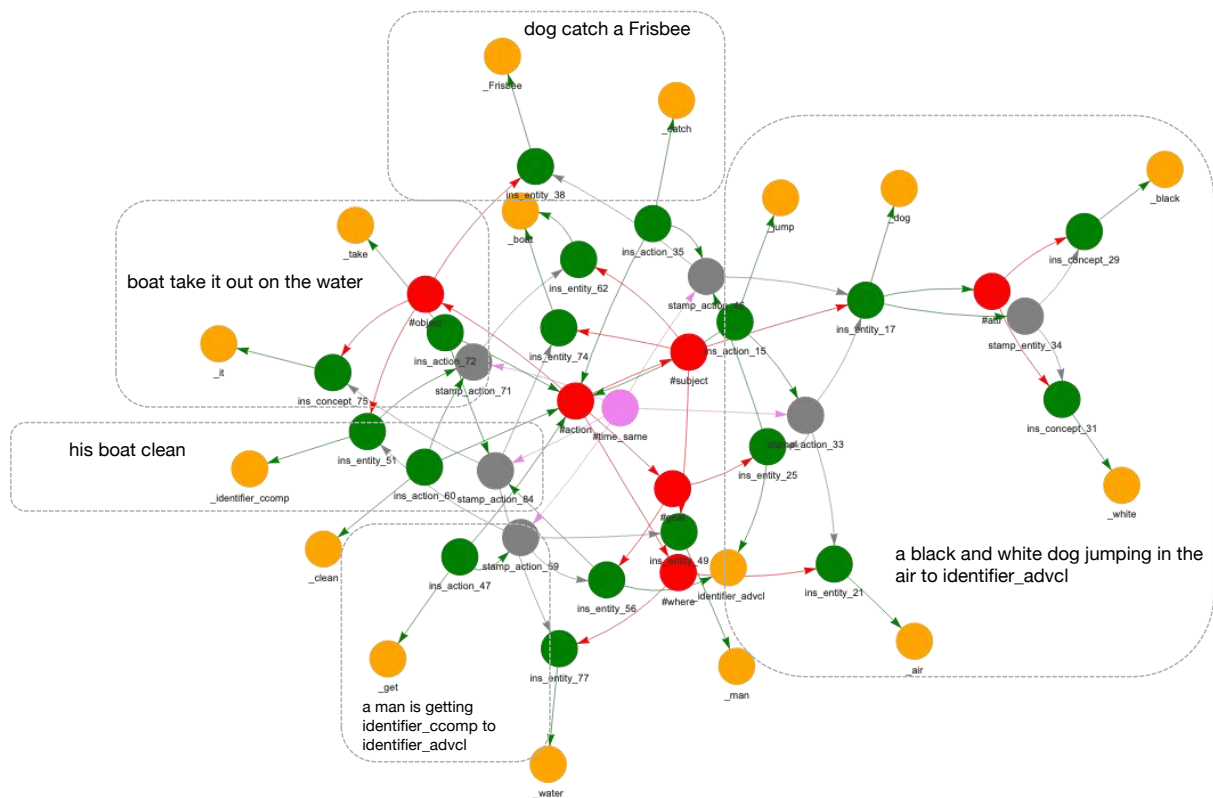 dog catch a Frisbee
_Frisbee
_catch
ins_entity_38
_black
_jump
_dog
_boat
_take
ins_action_35
ins_concept_29
boat take it out on the water
ins_entity_62
stamp_action_46
#object
#attr
ins_entity_17
stamp_entity_34
ins_action_15
ins_entity_74
ins_action_72
#subject
_it
stamp_action_71
ins_concept_75
#action
#time_same
ins_concept_31
stamp_action_33
his boat clean
ins_entity_51
ins_entity_25
_identifier_ccomp
ins_action_60
stamp_action_84
_white
#goal
a black and white dog jumping in the
air to identifier_advcl
ins_entity_49
stamp_action_59
_clean
ins_action_47
ins_entity_56
#where
_identifier_advcl
ins_entity_21
_air
ins_entity_77
_get
_man
a man is getting
identifier_ccomp to
identifier_advcl
_water